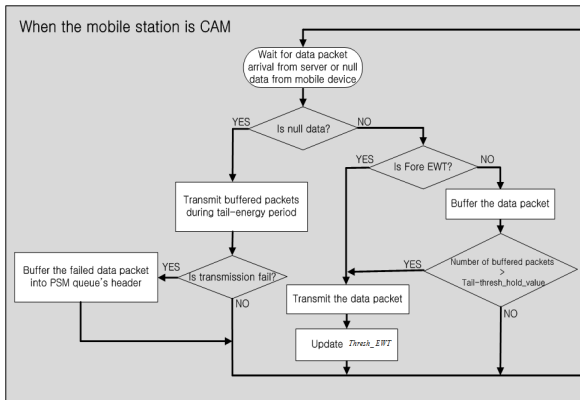 When the mobile station is CAM
Wait for data packet
arrival from server or null
data from mobile device
YES
Is null data?
NO
YES
Is Fore EWT?
NO
Transmit buffered packets
during tail-energy period
Buffer the data packet
Buffer the failed data packet
into PSM queue's header
YES
Is transmission fail?
NO
YES
Number of buffered packets
>
Tail-thresh_hold_value
NO
Transmit the data packet
Update Thresh_EWT